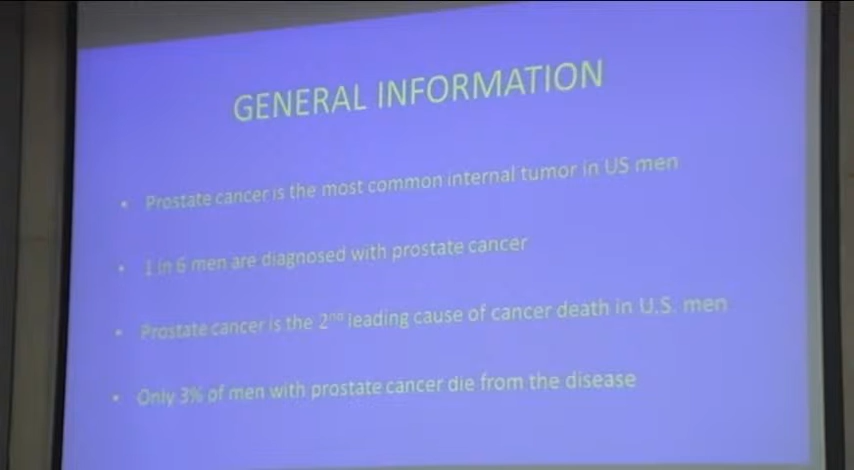 GENERAL INFORMATION
• Prostate cancer is the most common internal tumor in US men
• 1 in 6 men are diagnosed with prostate cancer
• Prostate cancer is the 2nd leading cause of cancer death in U.S. men
• Only 3% of men with prostate cancer die from the disease